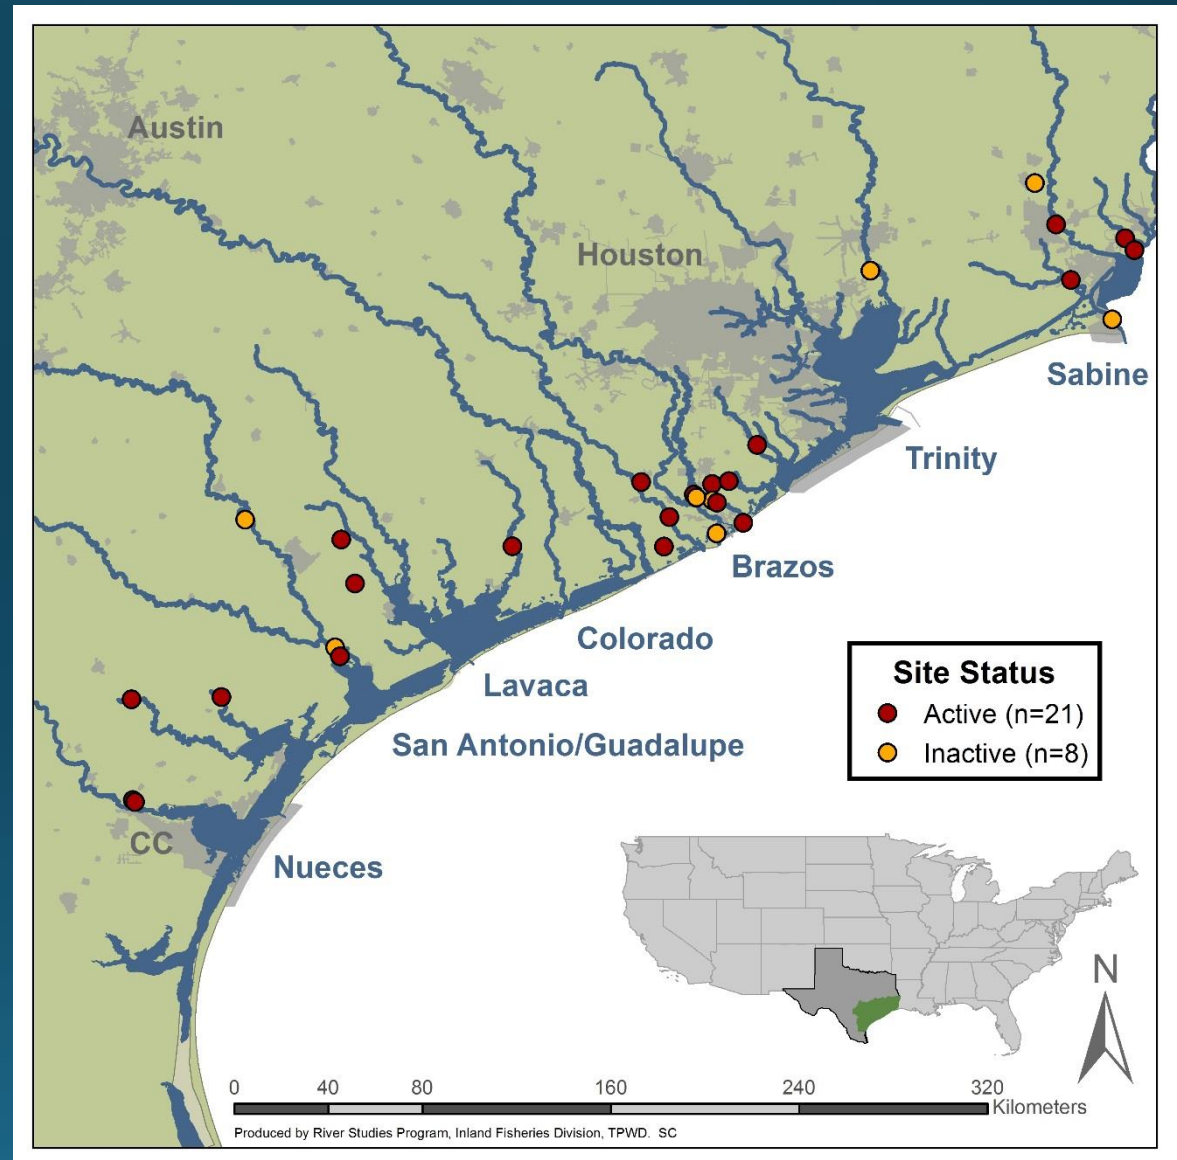 Austin
Houston
Sabine
Trinity
Brazos
Colorado
Lavaca
San Antonio/Guadalupe
CC
Nueces
Site Status
Active (n=21)
Inactive (n=8)
N
0 40 80 160 240 320
Kilometers
Produced by River Studies Program, Inland Fisheries Division, TPWD. SC